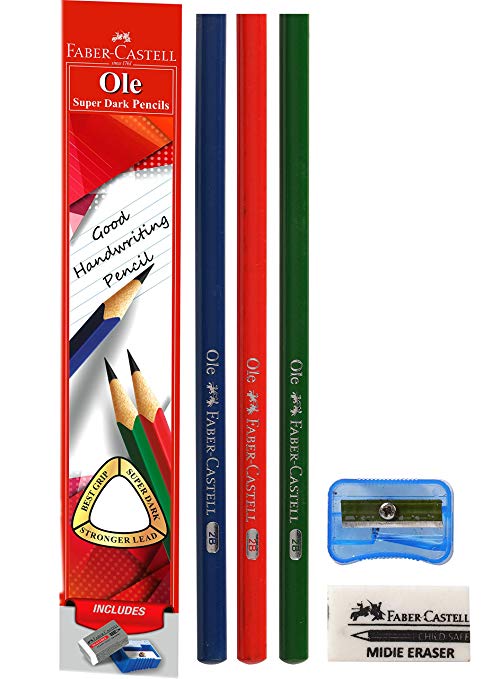 FABER-CASTELL
since 1761
Ole
Super Dark Pencils
Good
Handwriting
Pencil
BEST GRIP
SUPER DARK
STRONGER LEAD
INCLUDES
Ole FABER-CASTELL 2B
Ole FABER-CASTELL 2B
Ole FABER-CASTELL 2B
FABER-CASTELL
CHILD SAFE
MIDIE ERASER